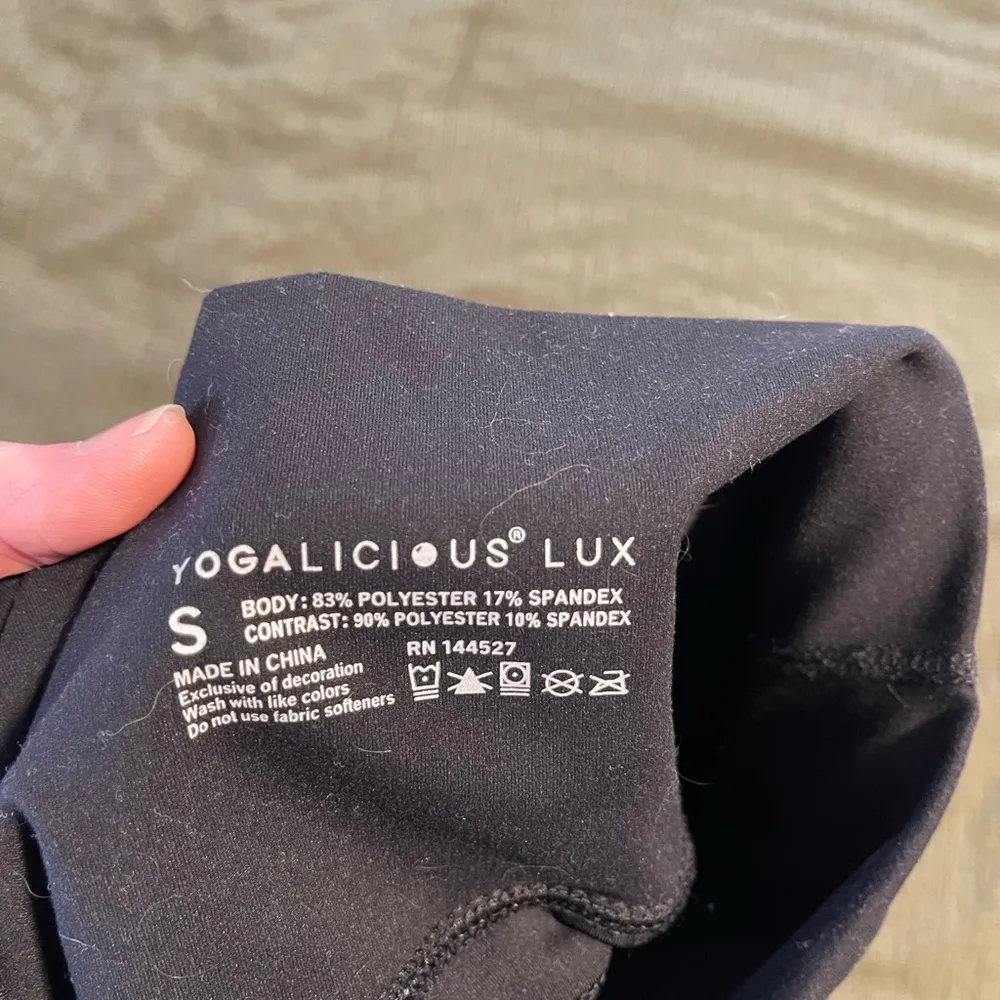 YOGALICIOUS® LUX
S
BODY: 83% POLYESTER 17% SPANDEX
CONTRAST: 90% POLYESTER 10% SPANDEX
RN 144527
MADE IN CHINA
Exclusive of decoration
Wash with like colors
Do not use fabric softeners